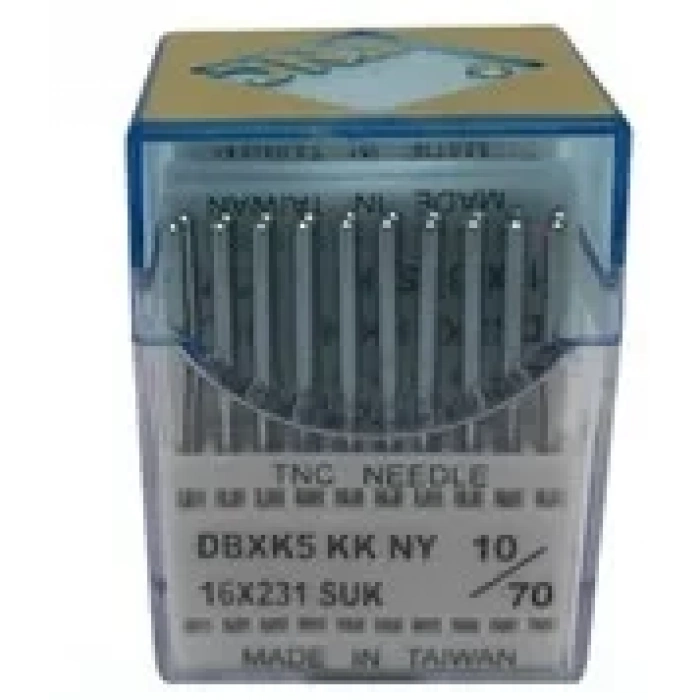 MADE IN TAIWAN
TNC NEEDLE
DBXK5 KK NY 10/70
16X231 SUK
MADE IN TAIWAN